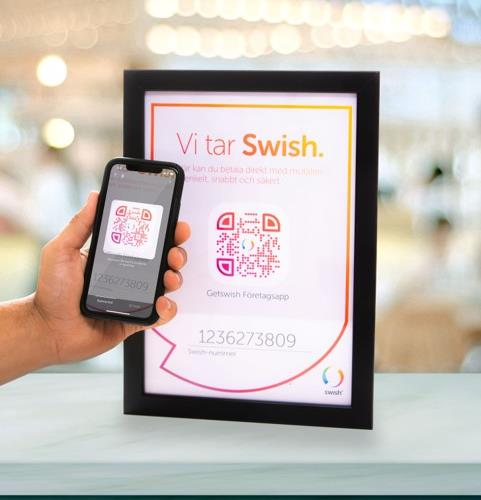 Vi tar Swish.
kan du betala direkt med mobilen
enkelt, snabbt och säkert
Getswish Företagsapp
1236273809
Swish-nummer
swish
1236273809